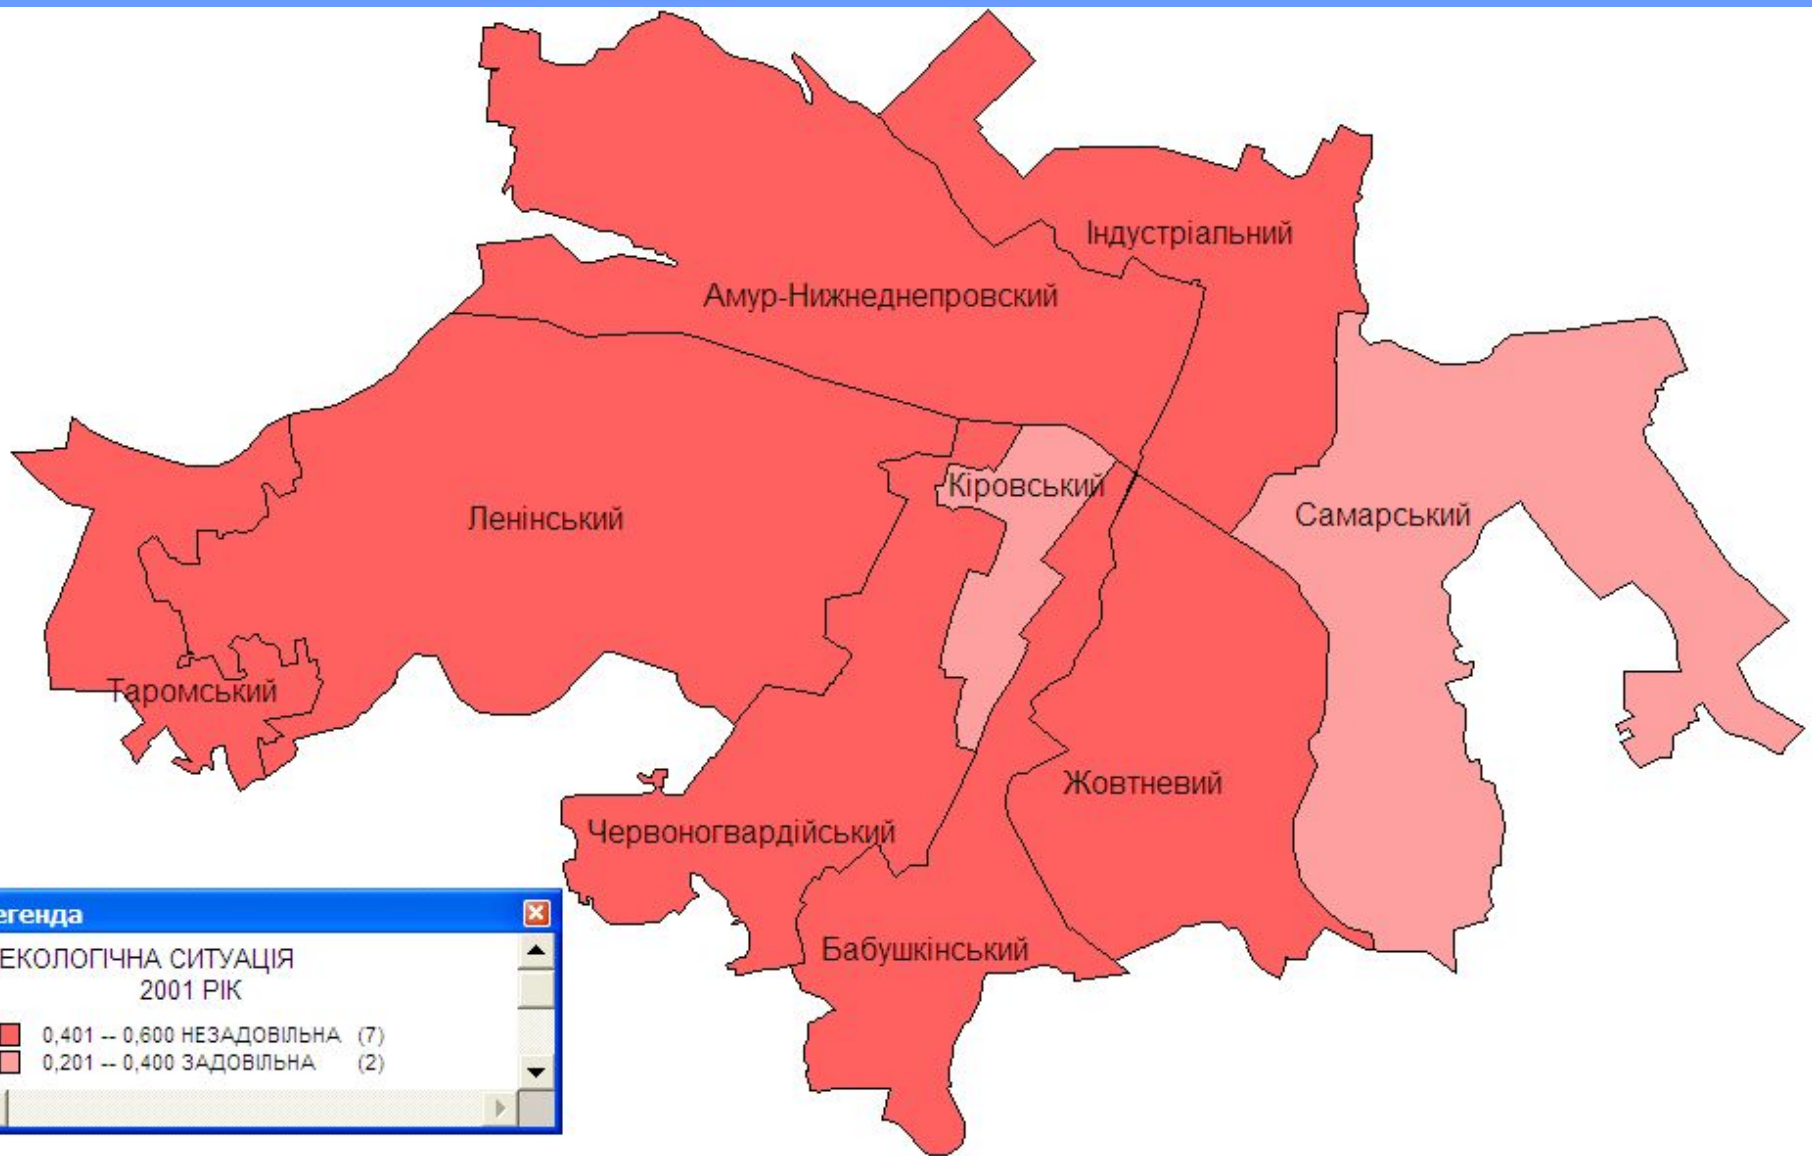 Індустріальний
Амур-Нижнеднепровский
Кіровський
Самарський
Ленінський
Таромський
Жовтневий
Червоногвардійський
Бабушкінський
егенда
ЕКОЛОГІЧНА СИТУАЦІЯ
2001 РІК
0,401 -- 0,600 НЕЗАДОВІЛЬНА (7)
0,201 -- 0,400 ЗАДОВІЛЬНА (2)